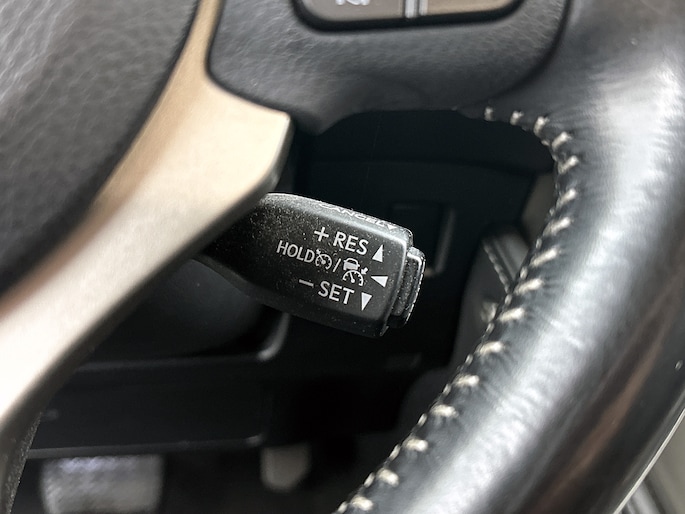 + RES ▲
HOLD / ◀
− SET ▼